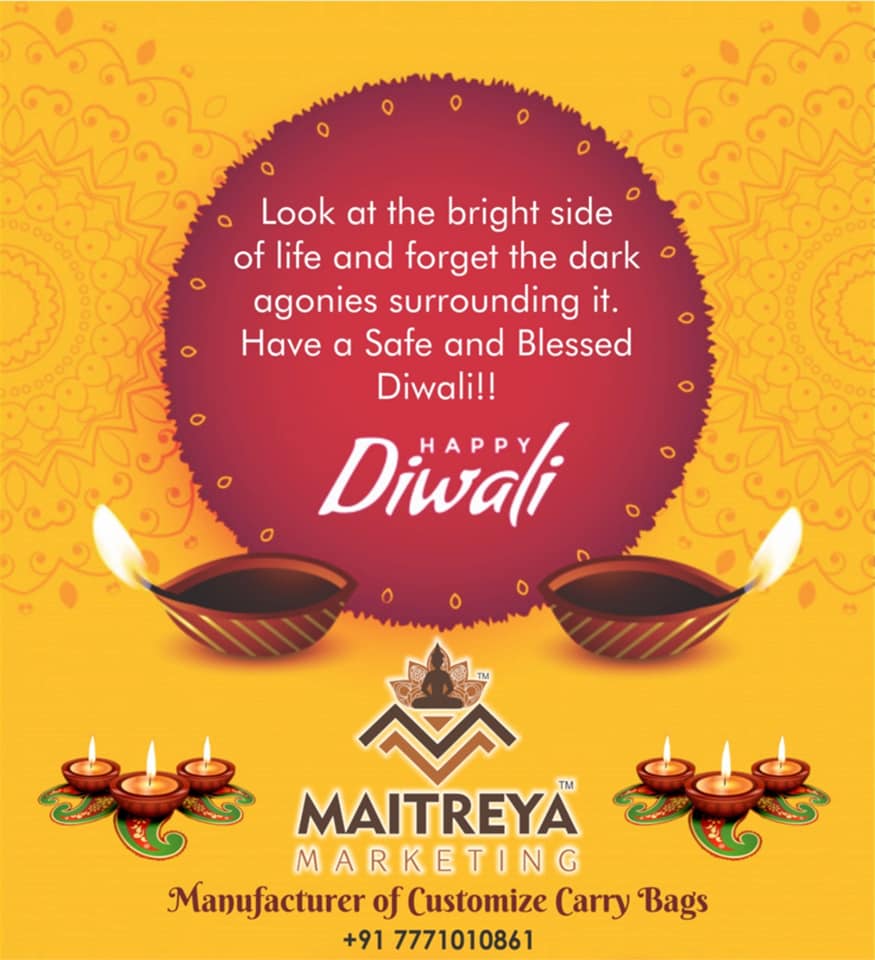 Look at the bright side
of life and forget the dark
agonies surrounding it.
Have a Safe and Blessed
Diwali!!
HAPPY
Diwali
TM
MAITREYA TM
MARKETING
Manufacturer of Customize Carry Bags
+91 7771010861